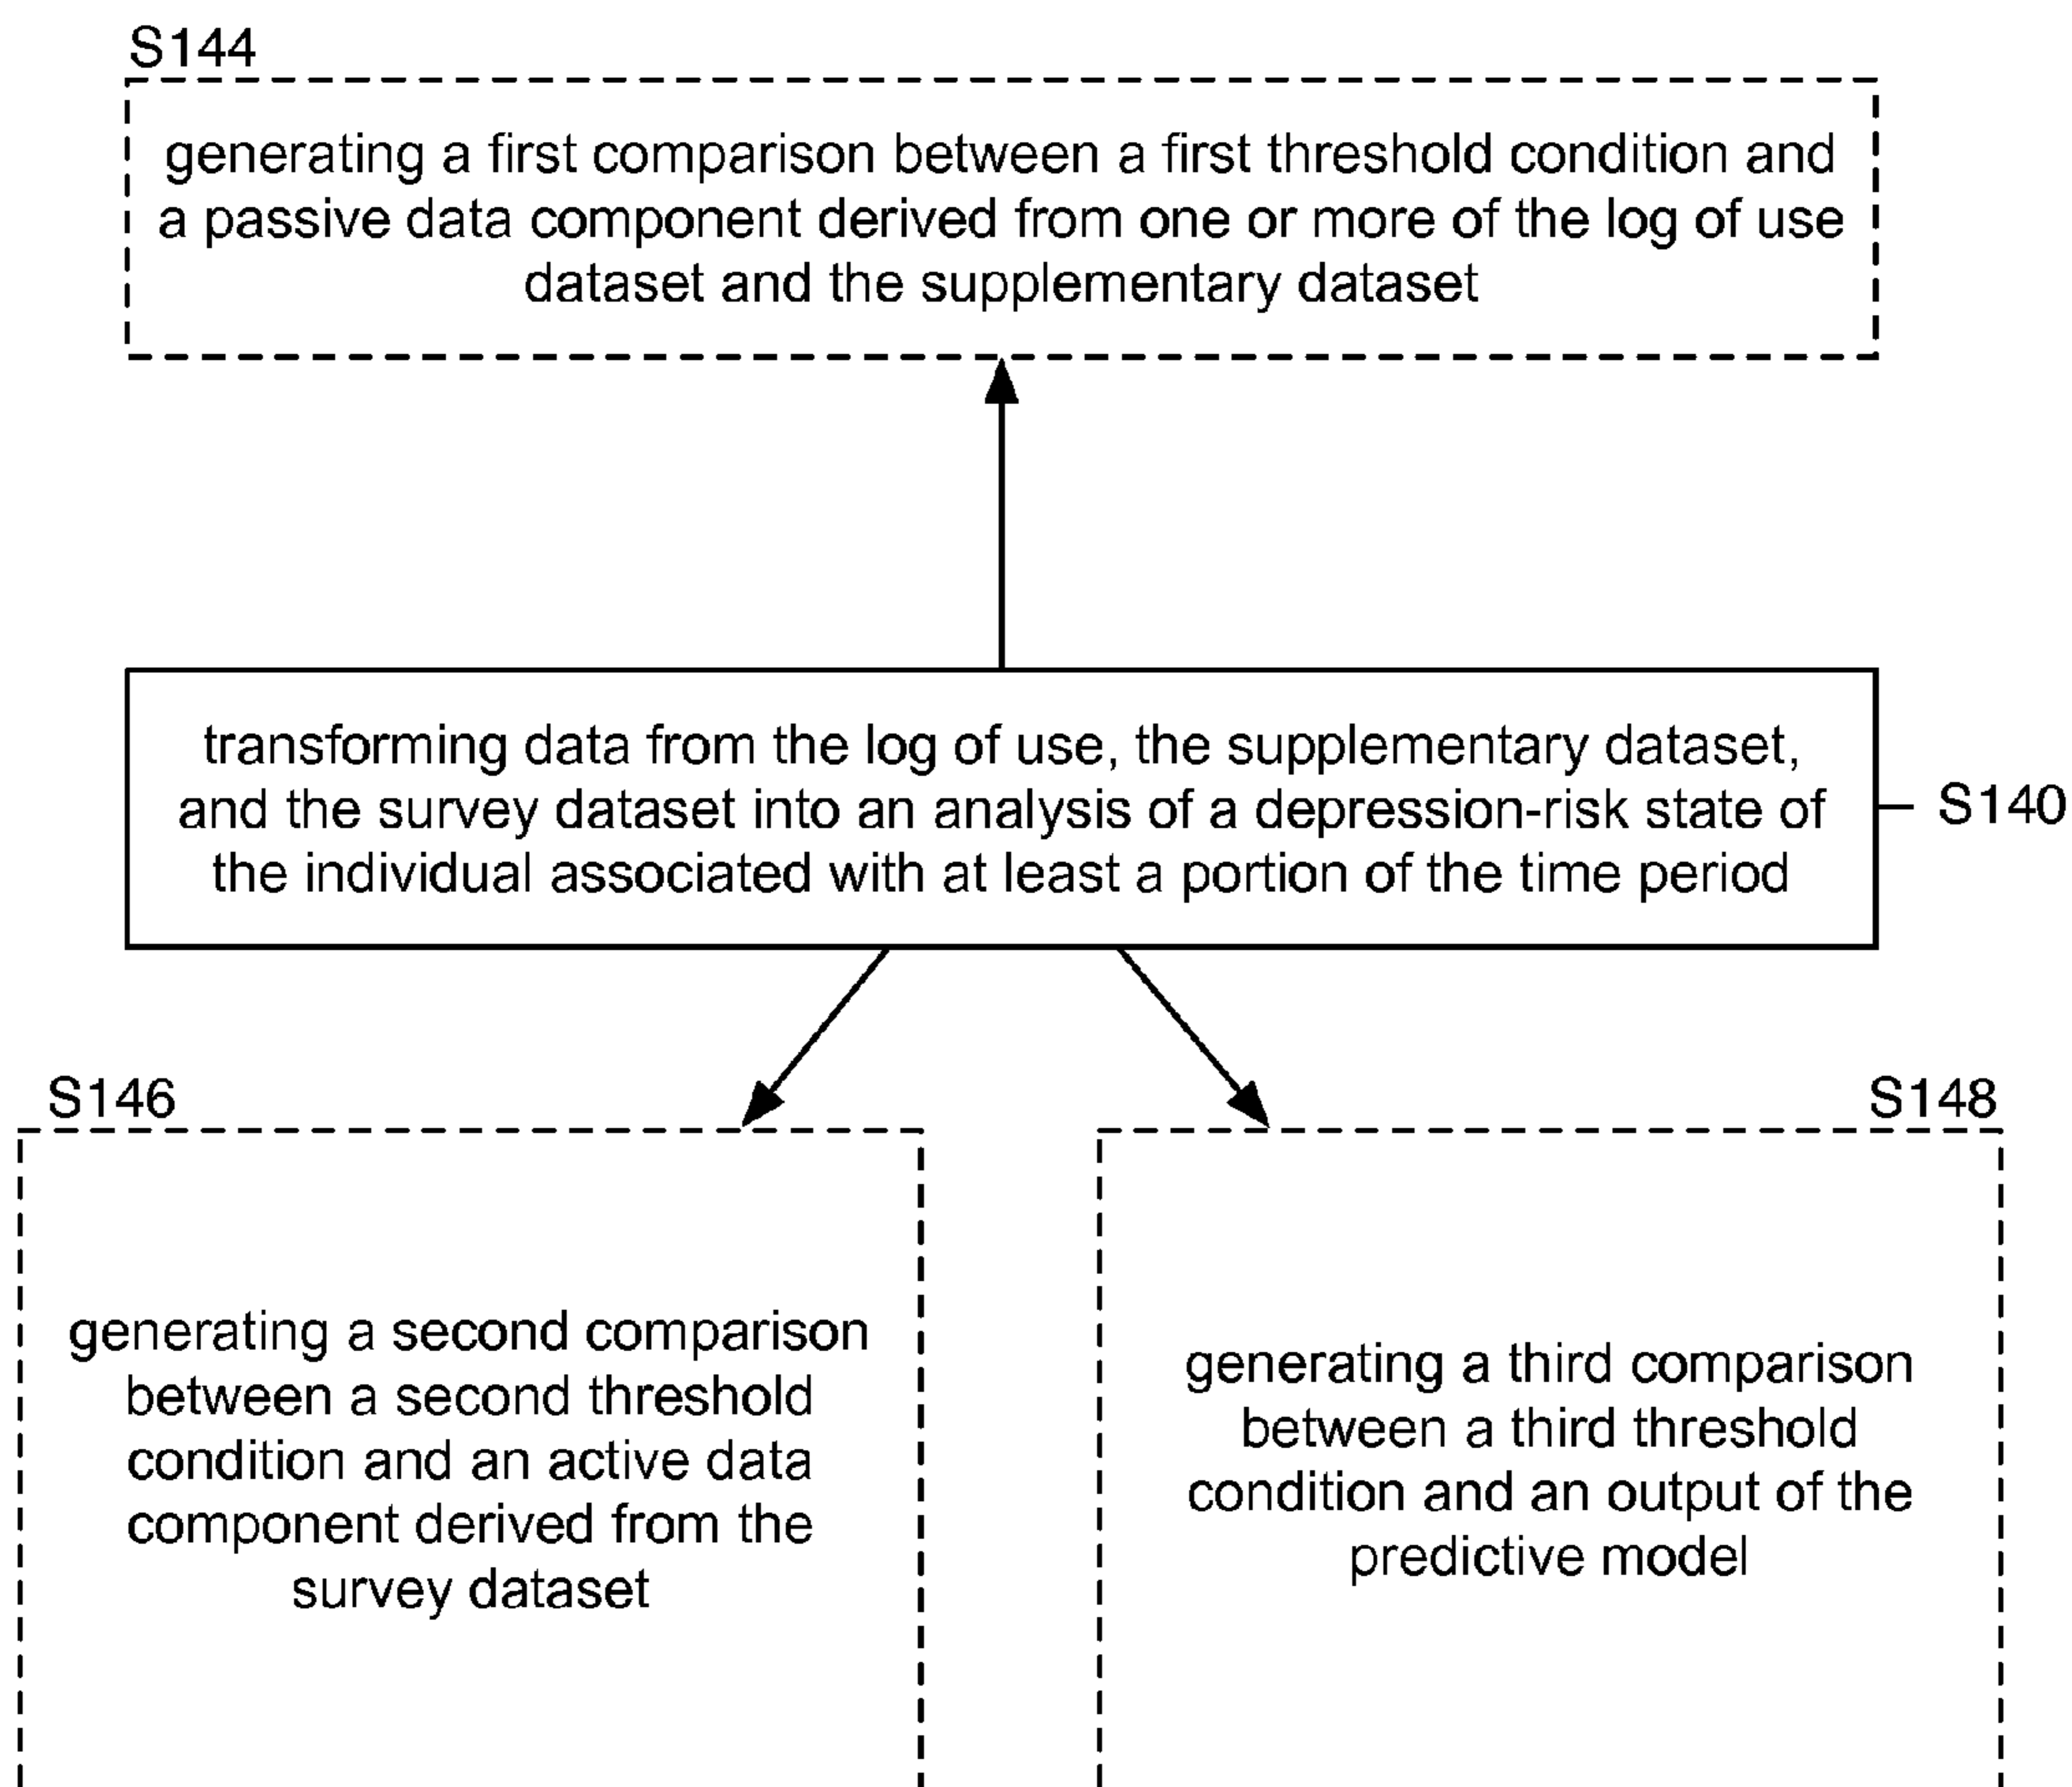 S144
generating a first comparison between a first threshold condition and
a passive data component derived from one or more of the log of use
dataset and the supplementary dataset
transforming data from the log of use, the supplementary dataset,
and the survey dataset into an analysis of a depression-risk state of
the individual associated with at least a portion of the time period
S140
S146
generating a second comparison
between a second threshold
condition and an active data
component derived from the
survey dataset
S148
generating a third comparison
between a third threshold
condition and an output of the
predictive model